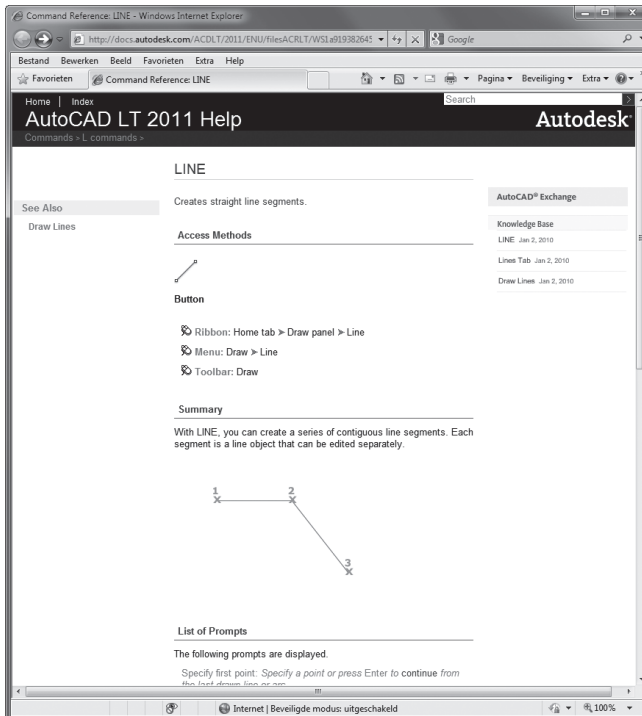 Command Reference: LINE - Windows Internet Explorer
http://docs.autodesk.com/ACDLT/2011/ENU/filesACRLT/WS1a919382645
Google
Bestand Bewerken Beeld Favorieten Extra Help
Favorieten
Command Reference: LINE
Pagina
Beveiliging
Extra
Home | Index
Search
AutoCAD LT 2011 Help
Autodesk
Commands > L commands >
LINE
See Also
Draw Lines
Creates straight line segments.
Access Methods
Button
Ribbon: Home tab ➤ Draw panel ➤ Line
Menu: Draw ➤ Line
Toolbar: Draw
Summary
With LINE, you can create a series of contiguous line segments. Each
segment is a line object that can be edited separately.
1
2
3
List of Prompts
The following prompts are displayed.
Specify first point: Specify a point or press Enter to continue from
the last drawn line or arc
AutoCAD® Exchange
Knowledge Base
LINE Jan 2, 2010
Lines Tab Jan 2, 2010
Draw Lines Jan 2, 2010
Internet | Beveiligde modus: uitgeschakeld
100%